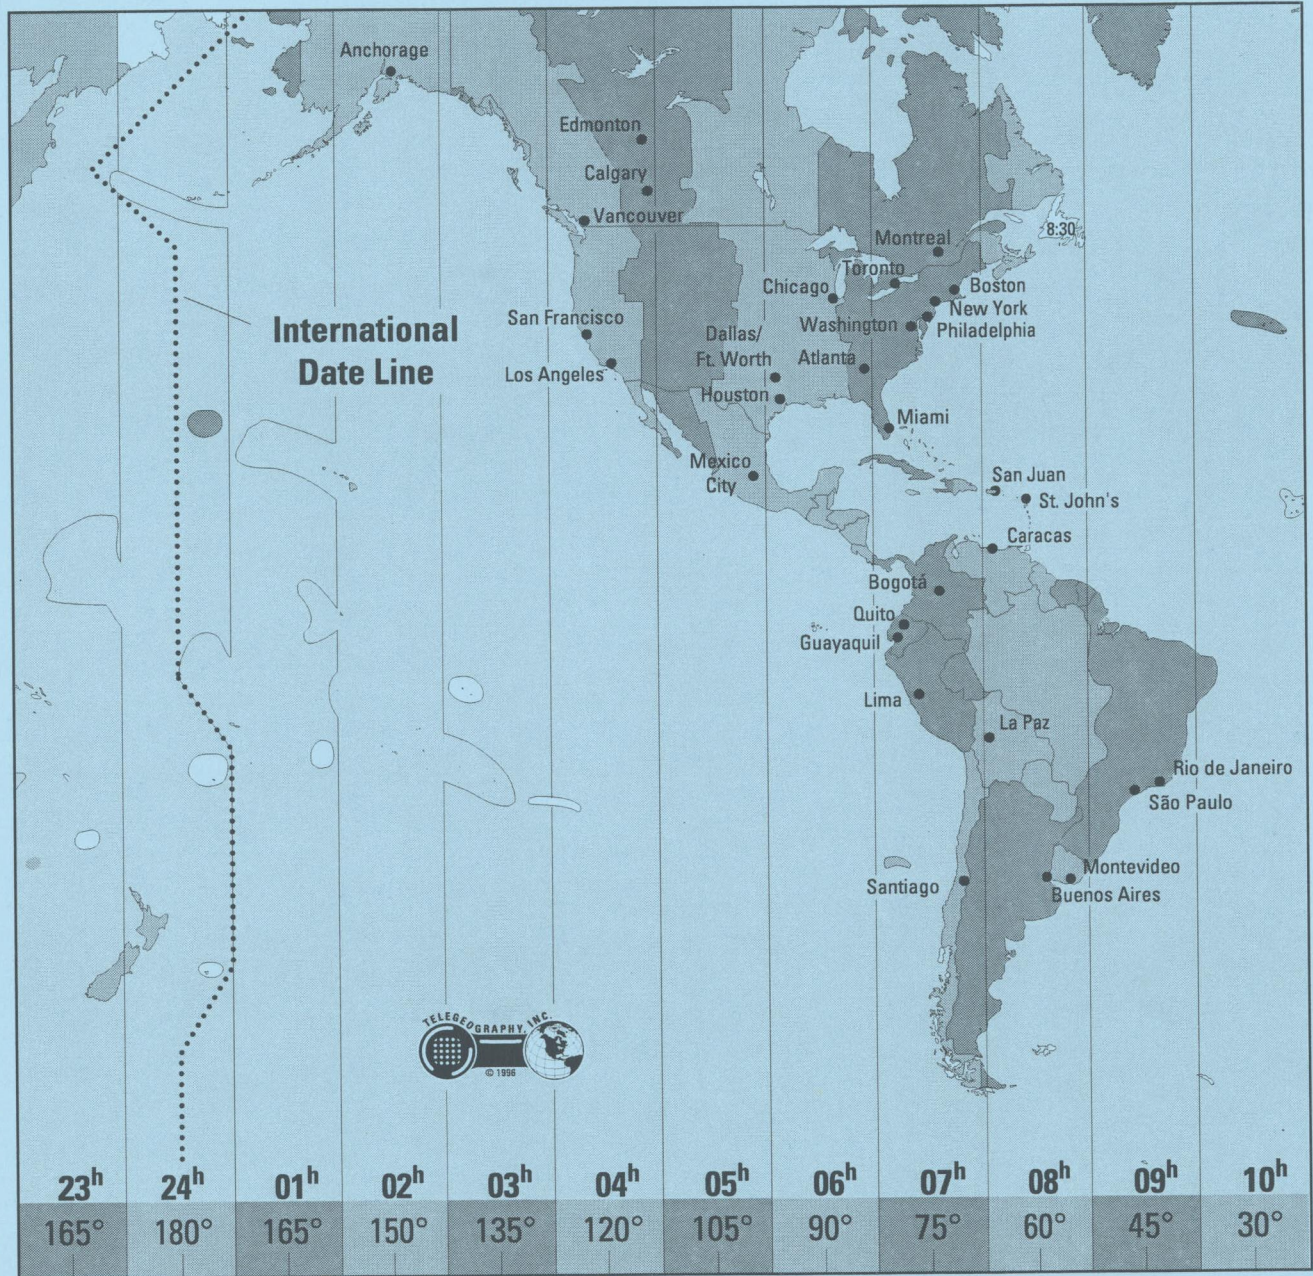 Anchorage
Edmonton
Calgary
Vancouver
8:30
Montreal
Toronto
Chicago
Boston
New York
Philadelphia
Washington
San Francisco
Dallas/
Ft. Worth
Atlanta
International
Date Line
Los Angeles
Houston
Miami
Mexico
City
San Juan
St. John's
Caracas
Bogotá
Quito
Guayaquil
Lima
La Paz
Rio de Janeiro
São Paulo
Montevideo
Santiago
Buenos Aires
TELEGEOGRAPHY, INC.
© 1996
23h 24h 01h 02h 03h 04h 05h 06h 07h 08h 09h 10h
165° 180° 165° 150° 135° 120° 105° 90° 75° 60° 45° 30°